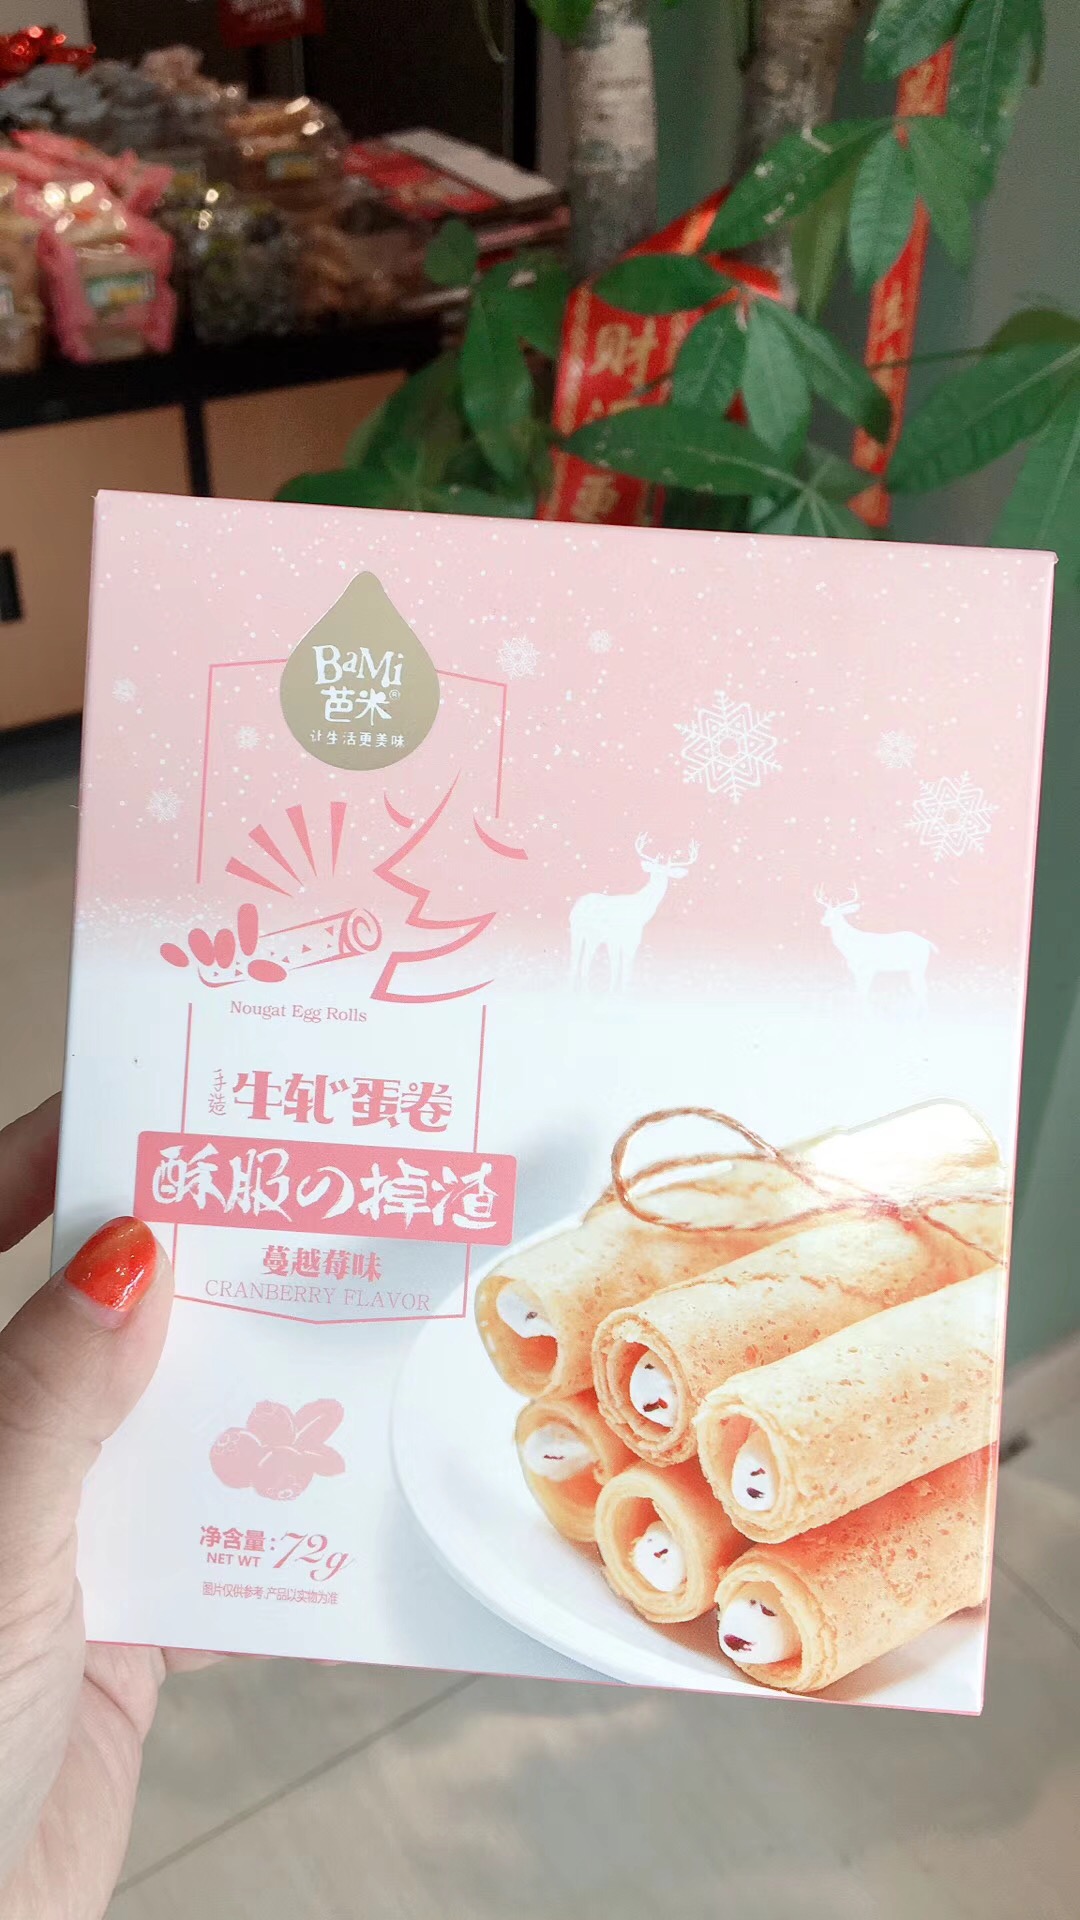 财
BaMi
芭米®
让生活更美味
Nougat Egg Rolls
手造
牛轧蛋卷
酥服の掉渣
蔓越莓味
CRANBERRY FLAVOR
净含量:72g
NET WT
图片仅供参考 产品以实物为准